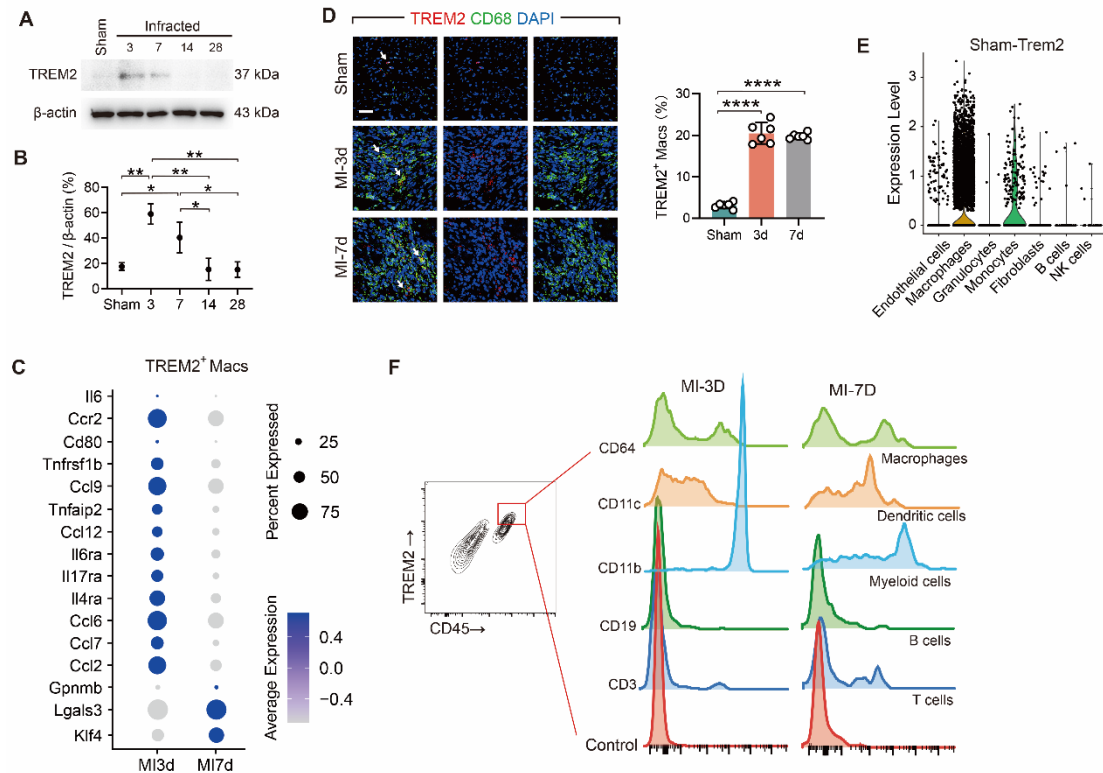 A
Sham
Infracted
3 7 14 28
TREM2
37 kDa
β-actin
43 kDa
B
TREM2 / β-actin (%)
80
60
40
20
0
** ** **
* * *
Sham 3 7 14 28
C
TREM2+ Macs
Il6
Ccr2
Cd80
Tnfrsf1b
Ccl9
Tnfaip2
Ccl12
Il6ra
Il17ra
Il4ra
Ccl6
Ccl7
Ccl2
Gpnmb
Lgals3
Klf4
MI3d MI7d
Percent Expressed
25
50
75
Average Expression
0.4
0.0
−0.4
D
TREM2 CD68 DAPI
Sham
MI-3d
MI-7d
TREM2+ Macs (%)
30
20
10
0
****
****
Sham 3d 7d
E
Sham-Trem2
Expression Level
3
2
1
0
Endothelial cells
Macrophages
Granulocytes
Monocytes
Fibroblasts
B cells
NK cells
F
TREM2 →
CD45→
MI-3D MI-7D
CD64
Macrophages
CD11c
Dendritic cells
CD11b
Myeloid cells
CD19
B cells
CD3
T cells
Control